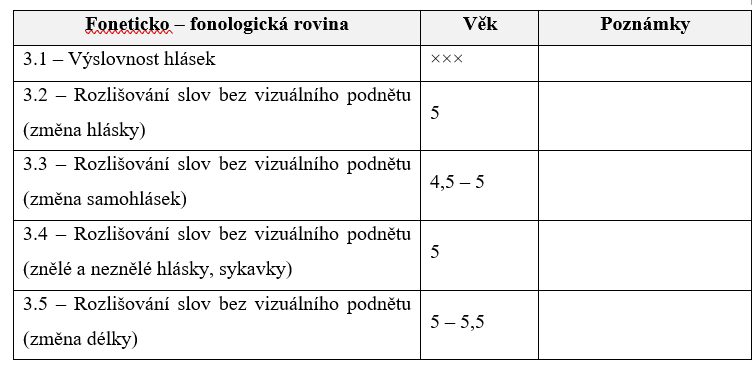 Foneticko – fonologická rovina Věk Poznámky
3.1 – Výslovnost hlásek ×××
3.2 – Rozlišování slov bez vizuálního podnětu
(změna hlásky)
5
3.3 – Rozlišování slov bez vizuálního podnětu
(změna samohlásek)
4,5 – 5
3.4 – Rozlišování slov bez vizuálního podnětu
(znělé a neznělé hlásky, sykavky)
5
3.5 – Rozlišování slov bez vizuálního podnětu
(změna délky)
5 – 5,5